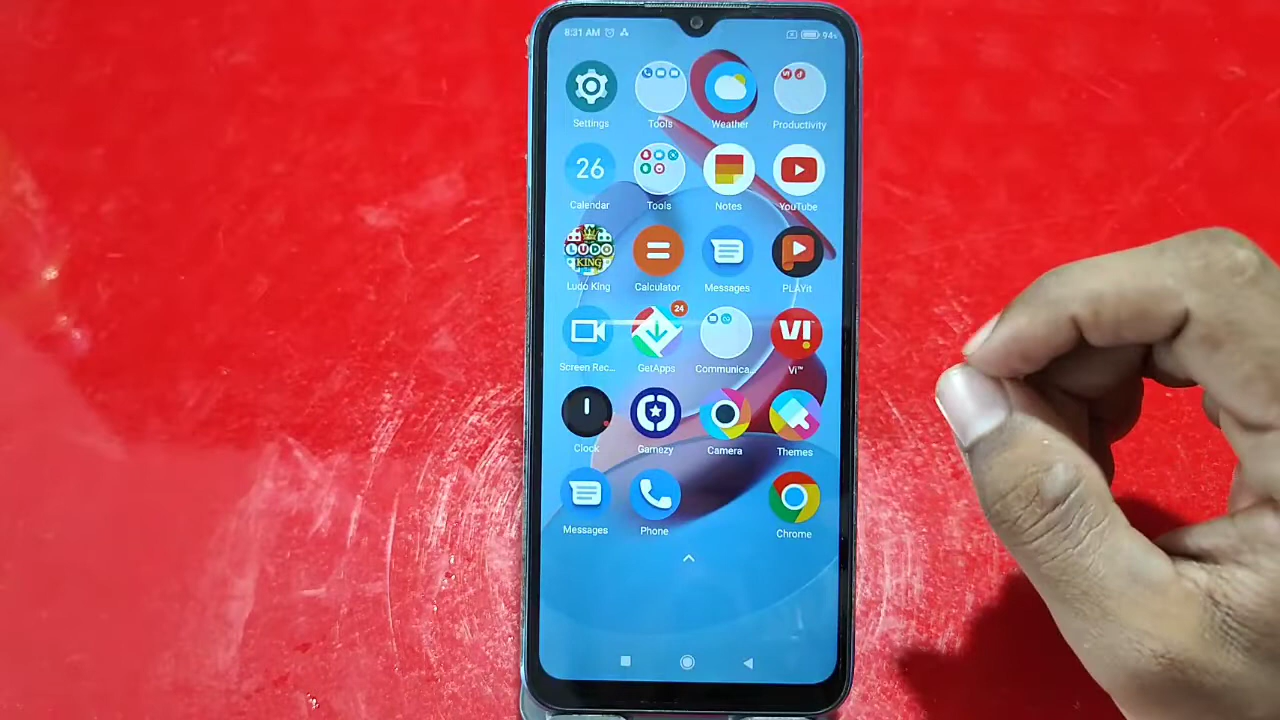 8:31 AM 94%
Settings Tools Weather Productivity
26
Calendar Tools Notes YouTube
LUDO
KING
Ludo King Calculator Messages PLAYit
24
VI
Screen Rec... GetApps Communica... Vi™
Clock Gamezy Camera Themes
Messages Phone Chrome